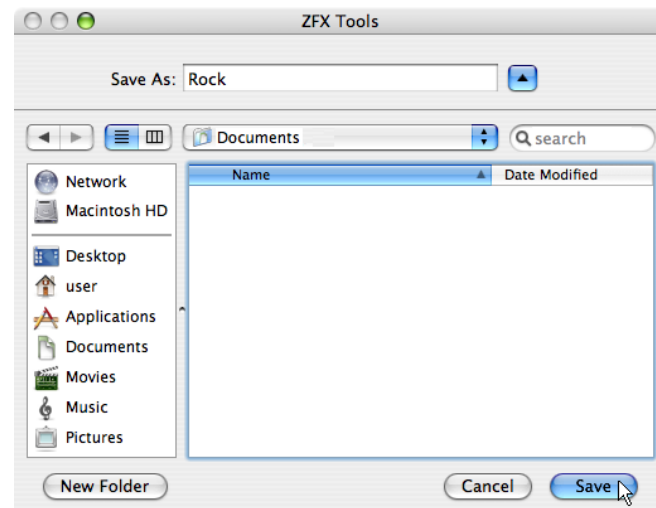 ZFX Tools
Save As: Rock
Documents
search
Name Date Modified
Network
Macintosh HD
Desktop
user
Applications
Documents
Movies
Music
Pictures
New Folder Cancel Save